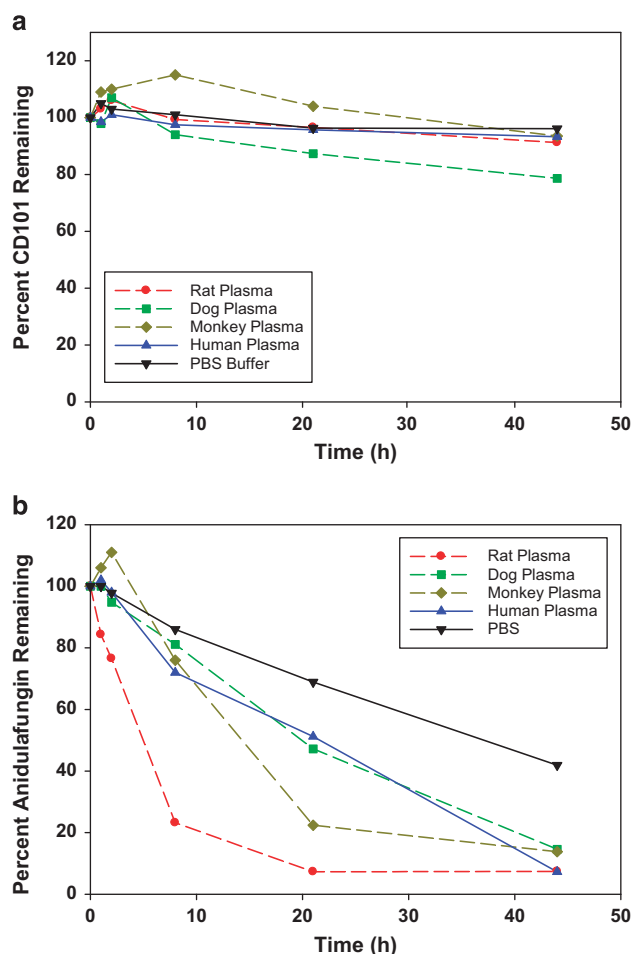 a
120
100
80
60
40
20
0
Percent CD101 Remaining
Rat Plasma
Dog Plasma
Monkey Plasma
Human Plasma
PBS Buffer
0 10 20 30 40 50
Time (h)
b
120
100
80
60
40
20
0
Percent Anidulafungin Remaining
Rat Plasma
Dog Plasma
Monkey Plasma
Human Plasma
PBS
0 10 20 30 40 50
Time (h)